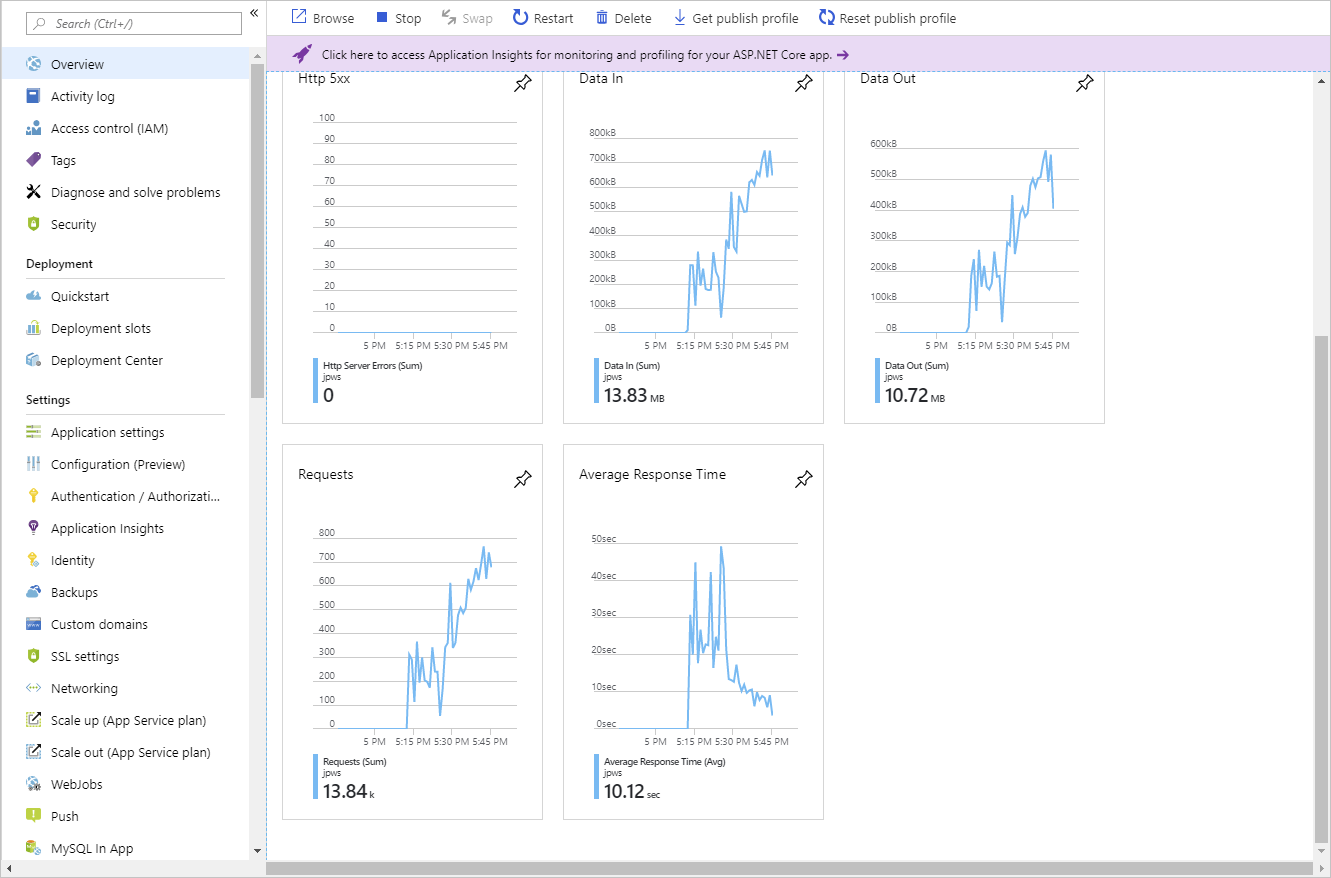 Search (Ctrl+/)
«
Overview
Activity log
Access control (IAM)
Tags
Diagnose and solve problems
Security
Deployment
Quickstart
Deployment slots
Deployment Center
Settings
Application settings
Configuration (Preview)
Authentication / Authorizati...
Application Insights
Identity
Backups
Custom domains
SSL settings
Networking
Scale up (App Service plan)
Scale out (App Service plan)
WebJobs
Push
MySQL In App
Browse Stop Swap Restart Delete Get publish profile Reset publish profile
Click here to access Application Insights for monitoring and profiling for your ASP.NET Core app. →
Http 5xx
100
90
80
70
60
50
40
30
20
10
0
5 PM 5:15 PM 5:30 PM 5:45 PM
Http Server Errors (Sum)
jpws
0
Data In
800kB
700kB
600kB
500kB
400kB
300kB
200kB
100kB
0B
5 PM 5:15 PM 5:30 PM 5:45 PM
Data In (Sum)
jpws
13.83 MB
Data Out
600kB
500kB
400kB
300kB
200kB
100kB
0B
5 PM 5:15 PM 5:30 PM 5:45 PM
Data Out (Sum)
jpws
10.72 MB
Requests
800
700
600
500
400
300
200
100
0
5 PM 5:15 PM 5:30 PM 5:45 PM
Requests (Sum)
jpws
13.84 k
Average Response Time
50sec
40sec
30sec
20sec
10sec
0sec
5 PM 5:15 PM 5:30 PM 5:45 PM
Average Response Time (Avg)
jpws
10.12 sec